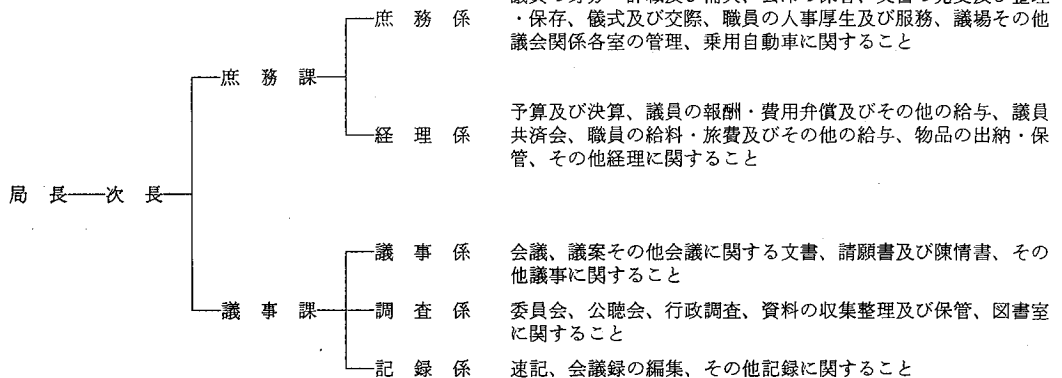 庶務係
・保存、儀式及び交際、職員の人事厚生及び服務、議場その他
議会関係各室の管理、乗用自動車に関すること
庶務課
経理係
予算及び決算、議員の報酬・費用弁償及びその他の給与、議員
共済会、職員の給料・旅費及びその他の給与、物品の出納・保
管、その他経理に関すること
局長 次長
議事係
会議、議案その他会議に関する文書、請願書及び陳情書、その
他議事に関すること
議事課
調査係
委員会、公聴会、行政調査、資料の収集整理及び保管、図書室
に関すること
記録係
速記、会議録の編集、その他記録に関すること